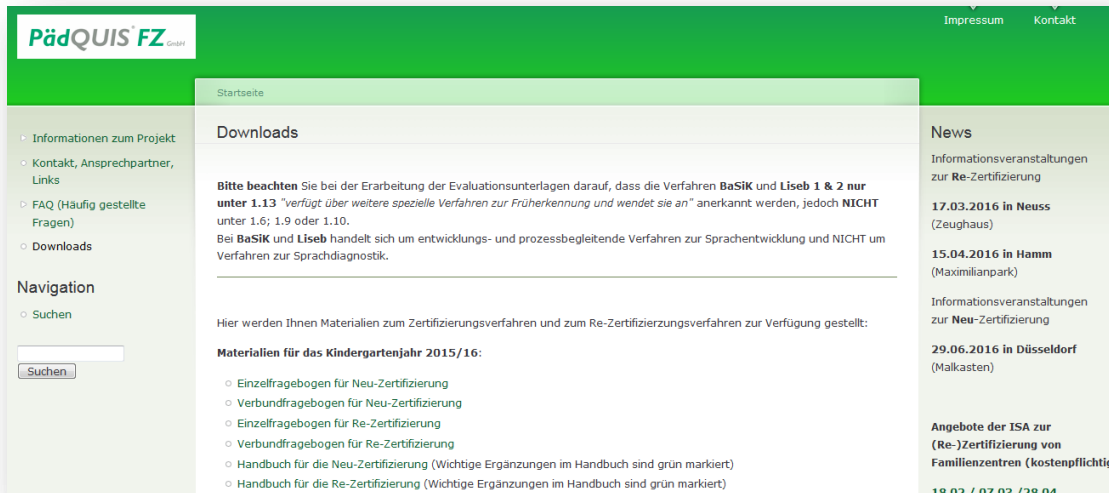 PädQUIS® FZ GmbH
Impressum Kontakt
Startseite
Informationen zum Projekt
Kontakt, Ansprechpartner,
Links
FAQ (Häufig gestellte
Fragen)
Downloads
Navigation
Suchen
Suchen
Downloads
Bitte beachten Sie bei der Erarbeitung der Evaluationsunterlagen darauf, dass die Verfahren BaSiK und Liseb 1 & 2 nur
unter 1.13 "verfügt über weitere spezielle Verfahren zur Früherkennung und wendet sie an" anerkannt werden, jedoch NICHT
unter 1.6; 1.9 oder 1.10.
Bei BaSiK und Liseb handelt sich um entwicklungs- und prozessbegleitende Verfahren zur Sprachentwicklung und NICHT um
Verfahren zur Sprachdiagnostik.
Hier werden Ihnen Materialien zum Zertifizierungsverfahren und zum Re-Zertifizierzungsverfahren zur Verfügung gestellt:
Materialien für das Kindergartenjahr 2015/16:
Einzelfragebogen für Neu-Zertifizierung
Verbundfragebogen für Neu-Zertifizierung
Einzelfragebogen für Re-Zertifizierung
Verbundfragebogen für Re-Zertifizierung
Handbuch für die Neu-Zertifizierung (Wichtige Ergänzungen im Handbuch sind grün markiert)
Handbuch für die Re-Zertifizierung (Wichtige Ergänzungen im Handbuch sind grün markiert)
News
Informationsveranstaltungen
zur Re-Zertifizierung
17.03.2016 in Neuss
(Zeughaus)
15.04.2016 in Hamm
(Maximilianpark)
Informationsveranstaltungen
zur Neu-Zertifizierung
29.06.2016 in Düsseldorf
(Malkasten)
Angebote der ISA zur
(Re-)Zertifizierung von
Familienzentren (kostenpflichtig
18.02 / 07.03 /28.04